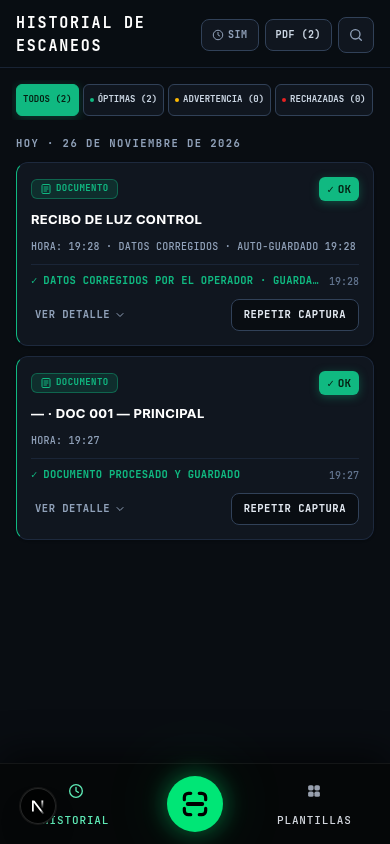 HISTORIAL DE
ESCANEOS
SIM
PDF (2)
TODOS (2)
ÓPTIMAS (2)
ADVERTENCIA (0)
RECHAZADAS (0)
HOY · 26 DE NOVIEMBRE DE 2026
DOCUMENTO
✓ OK
RECIBO DE LUZ CONTROL
HORA: 19:28 · DATOS CORREGIDOS · AUTO-GUARDADO 19:28
✓ DATOS CORREGIDOS POR EL OPERADOR · GUARDA… 19:28
VER DETALLE
REPETIR CAPTURA
DOCUMENTO
✓ OK
— · DOC 001 — PRINCIPAL
HORA: 19:27
✓ DOCUMENTO PROCESADO Y GUARDADO 19:27
VER DETALLE
REPETIR CAPTURA
N
HISTORIAL
PLANTILLAS